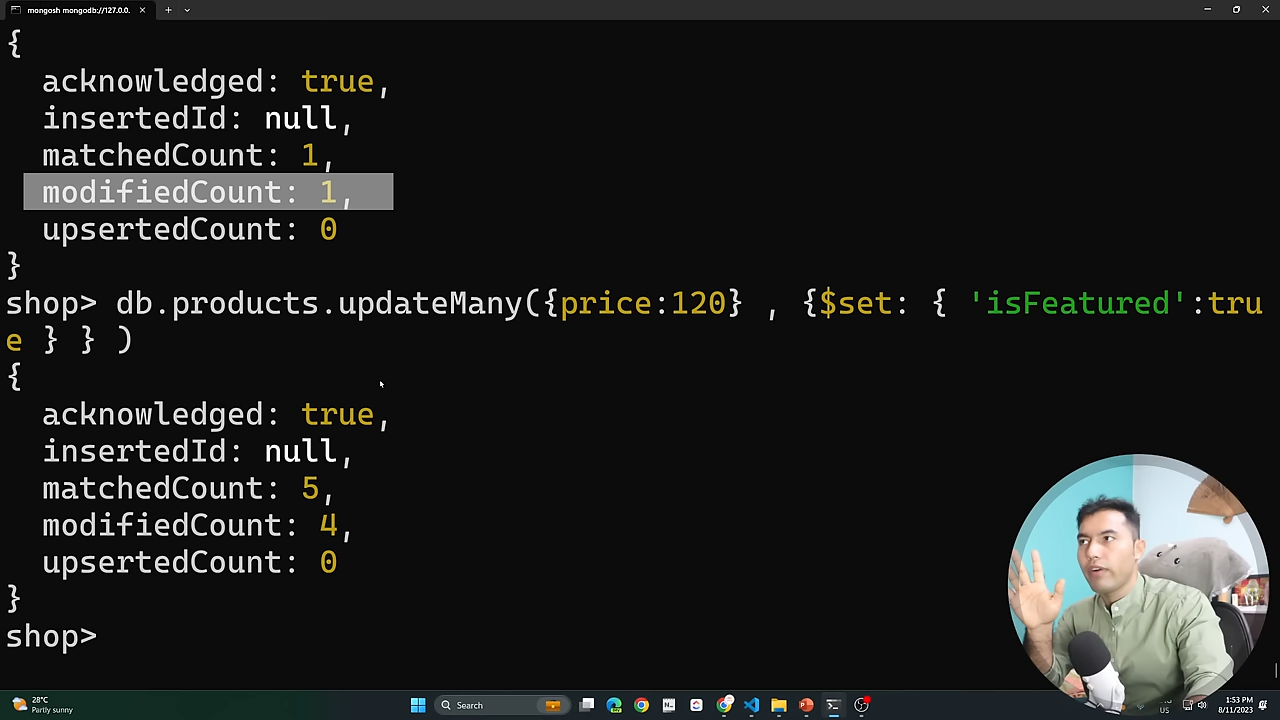 mongosh mongodb://127.0.0.
{
acknowledged: true,
insertedId: null,
matchedCount: 1,
modifiedCount: 1,
upsertedCount: 0
}
shop> db.products.updateMany({price:120} , {$set: { 'isFeatured':tru
e } } )
{
acknowledged: true,
insertedId: null,
matchedCount: 5,
modifiedCount: 4,
upsertedCount: 0
}
shop>
28°C
Partly sunny
Search
US
1:53 PM
8/11/2023